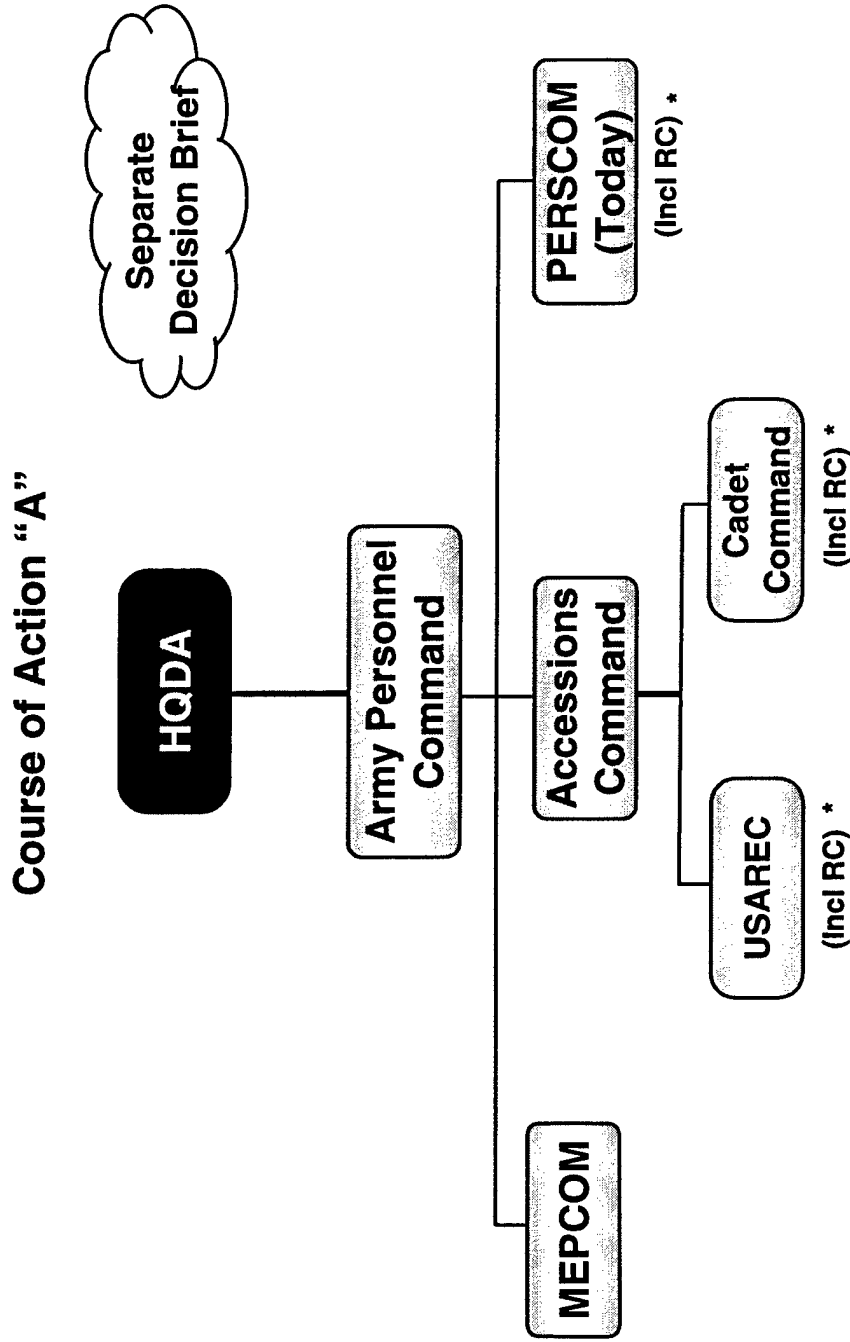 Course of Action “A”
Separate
Decision Brief
HQDA
Army Personnel
Command
MEPCOM
Accessions
Command
PERSCOM
(Today)
(Incl RC) *
USAREC
(Incl RC) *
Cadet
Command
(Incl RC) *